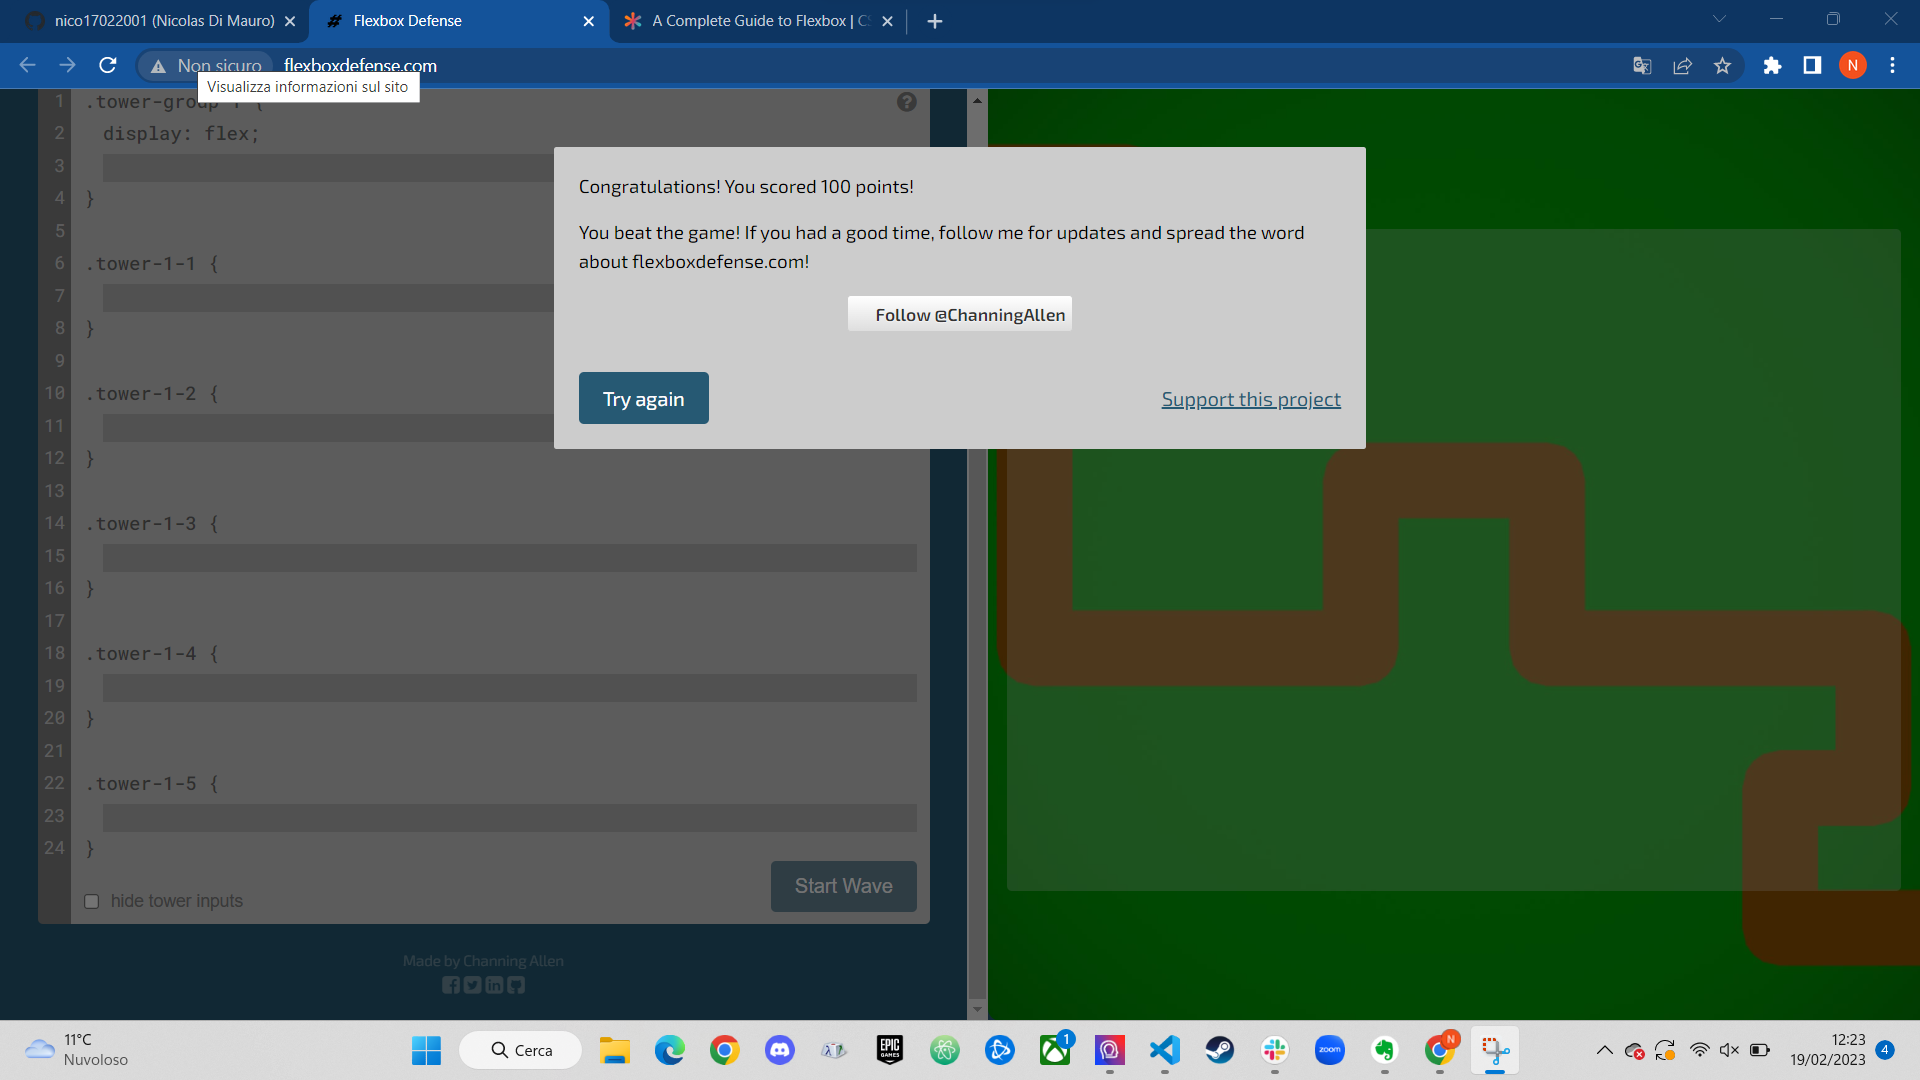 nico17022001 (Nicolas Di Mauro)
Flexbox Defense
A Complete Guide to Flexbox | CS
Non sicuro
flexboxdefense.com
N
Visualizza informazioni sul sito
1 .tower-group-1 {
2 display: flex;
3
4 }
5
6 .tower-1-1 {
7
8 }
9
10 .tower-1-2 {
11
12 }
13
14 .tower-1-3 {
15
16 }
17
18 .tower-1-4 {
19
20 }
21
22 .tower-1-5 {
23
24 }
?
Congratulations! You scored 100 points!
You beat the game! If you had a good time, follow me for updates and spread the word
about flexboxdefense.com!
Follow @ChanningAllen
Try again
Support this project
hide tower inputs
Start Wave
Made by Channing Allen
11°C
Nuvoloso
Cerca
EPIC
GAMES
1
zoom
N
12:23
19/02/2023
4